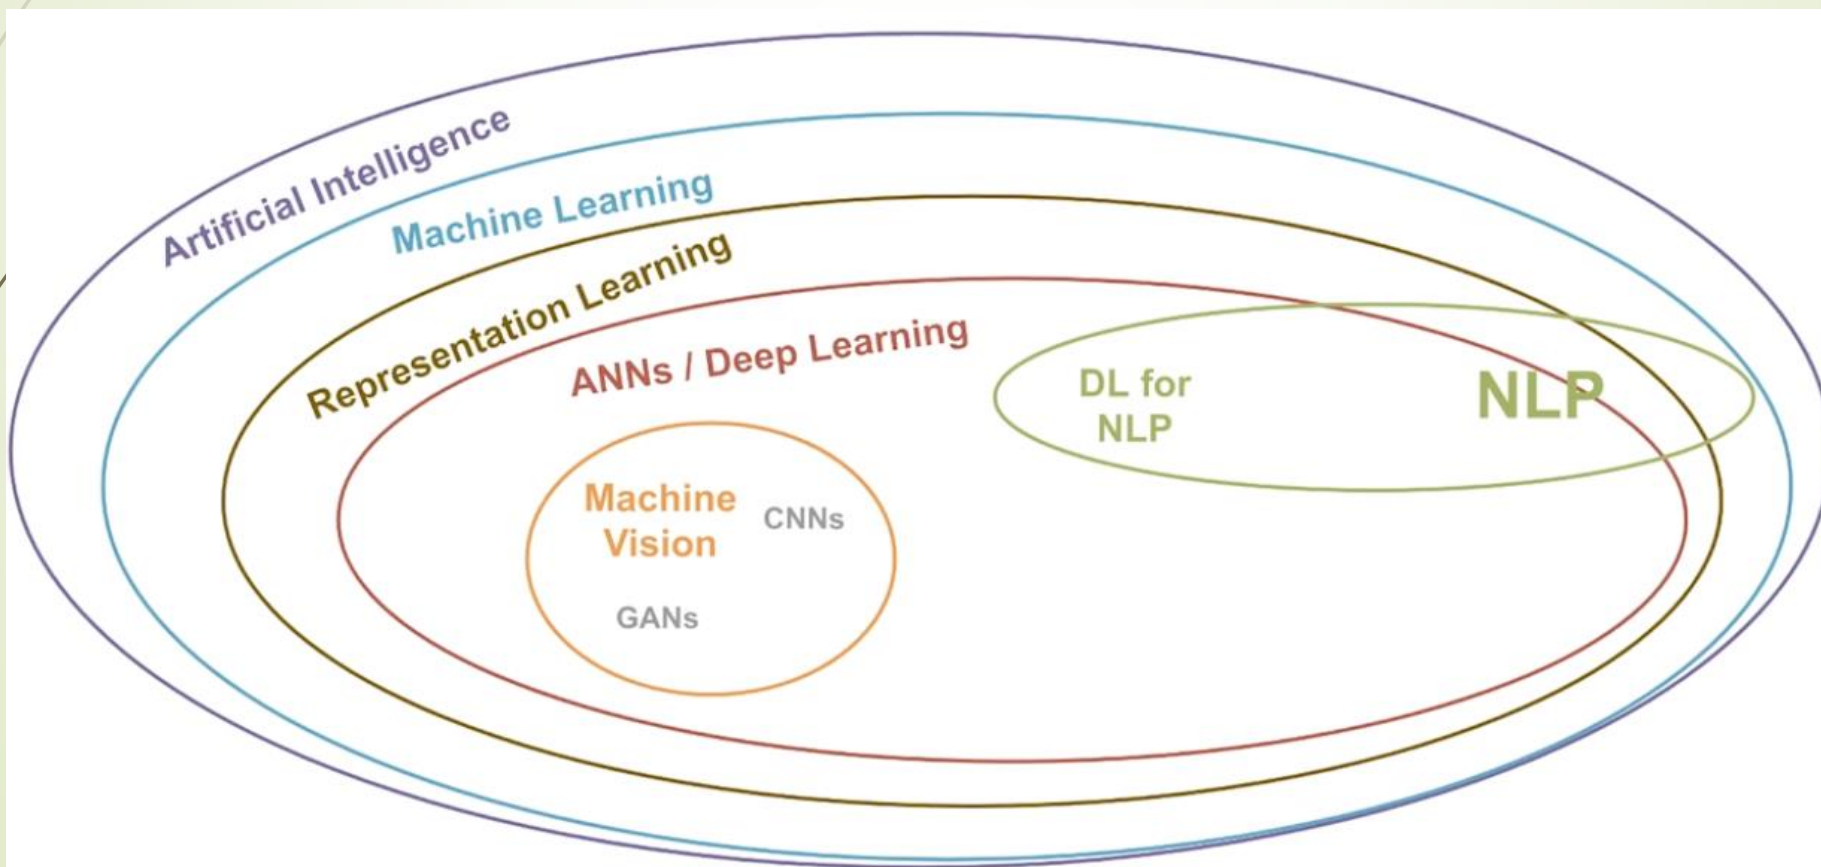 Artificial Intelligence
Machine Learning
Representation Learning
ANNs / Deep Learning
DL for
NLP
NLP
Machine
Vision
CNNs
GANs